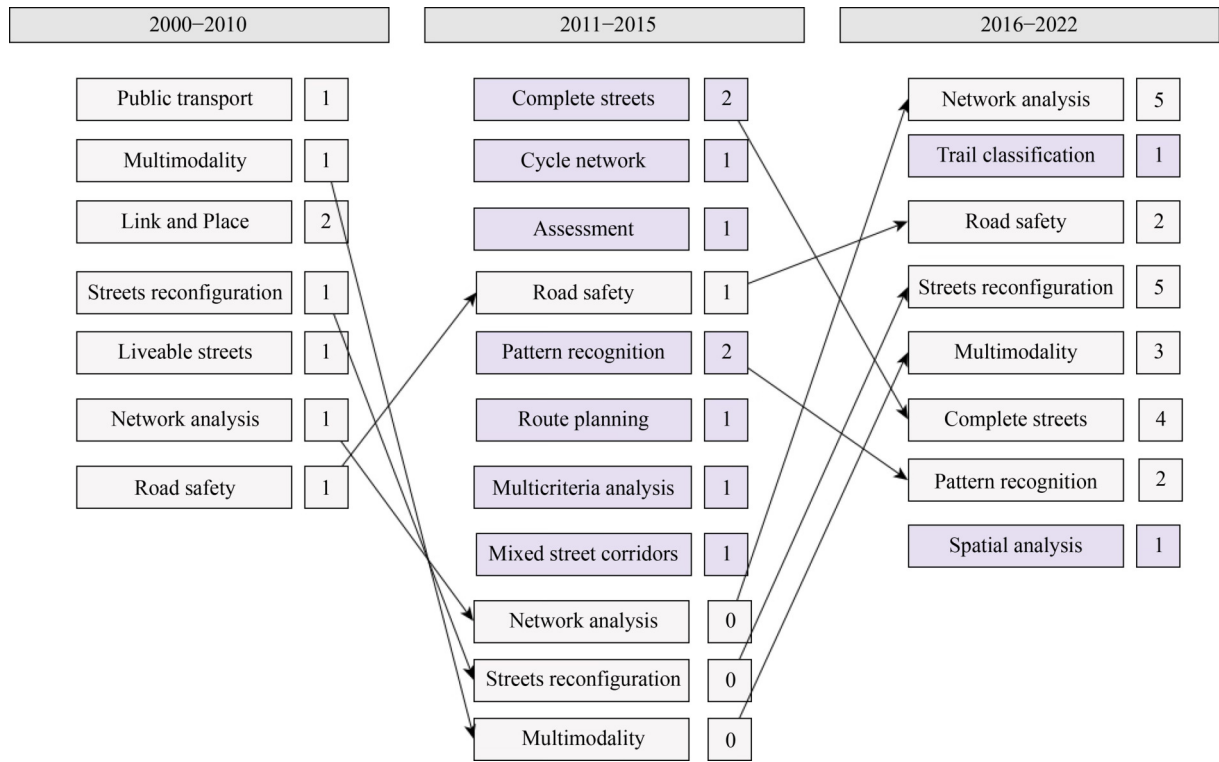 2000−2010
Public transport 1
Multimodality 1
Link and Place 2
Streets reconfiguration 1
Liveable streets 1
Network analysis 1
Road safety 1
2011−2015
Complete streets 2
Cycle network 1
Assessment 1
Road safety 1
Pattern recognition 2
Route planning 1
Multicriteria analysis 1
Mixed street corridors 1
Network analysis 0
Streets reconfiguration 0
Multimodality 0
2016−2022
Network analysis 5
Trail classification 1
Road safety 2
Streets reconfiguration 5
Multimodality 3
Complete streets 4
Pattern recognition 2
Spatial analysis 1